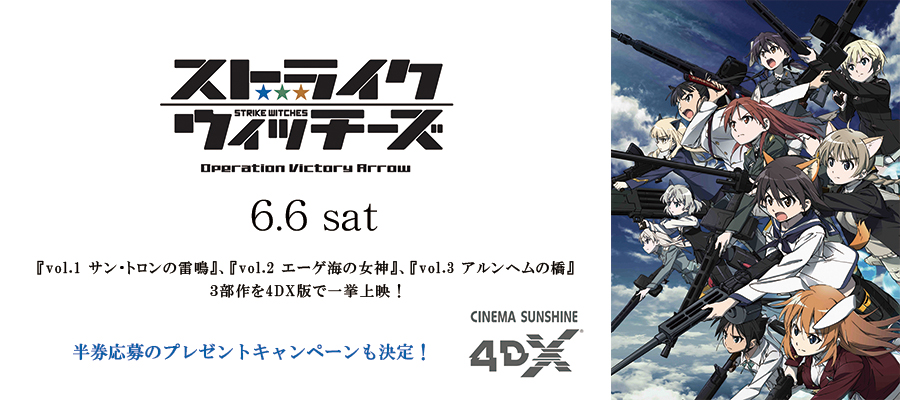 ストライク
STRIKE WITCHES
ウィッチーズ
Operation Victory Arrow
6.6 sat
『vol.1 サン・トロンの雷鳴』、『vol.2 エーゲ海の女神』、『vol.3 アルンヘムの橋』
3部作を4DX版で一挙上映！
CINEMA SUNSHINE
4DX®
半券応募のプレゼントキャンペーンも決定！